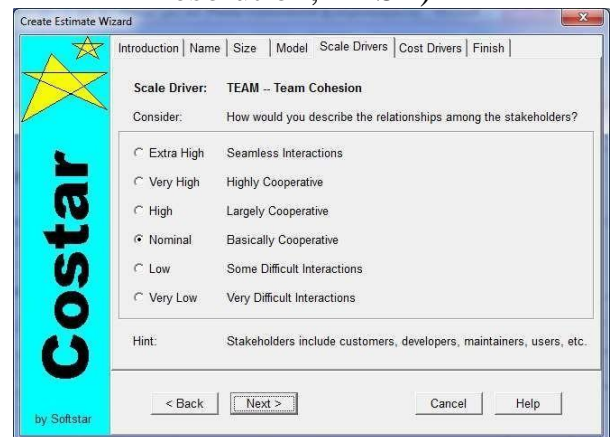 Create Estimate Wizard
Introduction Name Size Model Scale Drivers Cost Drivers Finish
Scale Driver: TEAM -- Team Cohesion
Consider: How would you describe the relationships among the stakeholders?
Extra High Seamless Interactions
Very High Highly Cooperative
High Largely Cooperative
Nominal Basically Cooperative
Low Some Difficult Interactions
Very Low Very Difficult Interactions
Hint: Stakeholders include customers, developers, maintainers, users, etc.
Costar
by Softstar
< Back Next > Cancel Help